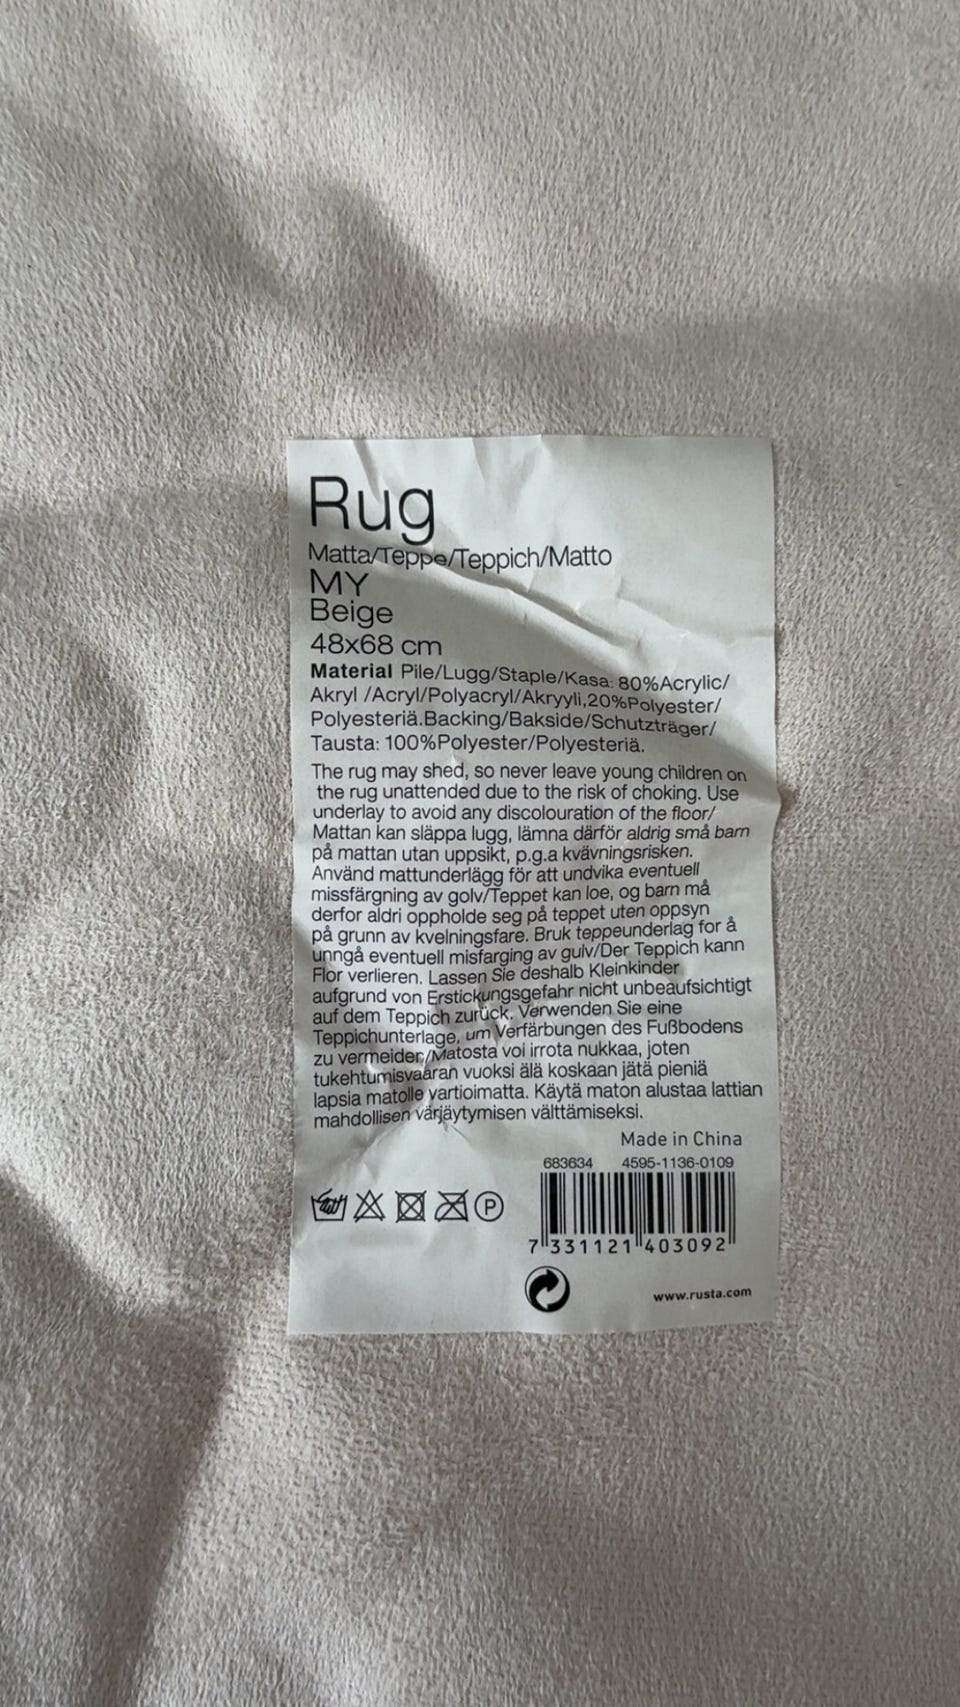 Rug
Matta/Teppe/Teppich/Matto
MY
Beige
48x68 cm
Material Pile/Lugg/Staple/Kasa: 80%Acrylic/
Akryl /Acryl/Polyacryl/Akryyli,20%Polyester/
Polyesteriä.Backing/Bakside/Schutzträger/
Tausta: 100%Polyester/Polyesteriä.
The rug may shed, so never leave young children on
the rug unattended due to the risk of choking. Use
underlay to avoid any discolouration of the floor/
Mattan kan släppa lugg, lämna därför aldrig små barn
på mattan utan uppsikt, p.g.a kvävningsrisken.
Använd mattunderlägg för att undvika eventuell
missfärgning av golv/Teppet kan loe, og barn må
derfor aldri oppholde seg på teppet uten oppsyn
på grunn av kvelningsfare. Bruk teppeunderlag for å
unngå eventuell misfarging av gulv/Der Teppich kann
Flor verlieren. Lassen Sie deshalb Kleinkinder
aufgrund von Erstickungsgefahr nicht unbeaufsichtigt
auf dem Teppich zurück. Verwenden Sie eine
Teppichunterlage, um Verfärbungen des Fußbodens
zu vermeiden/Matosta voi irrota nukkaa, joten
tukehtumisvaaran vuoksi älä koskaan jätä pieniä
lapsia matolle vartioimatta. Käytä maton alustaa lattian
mahdollisen värjäytymisen välttämiseksi.
Made in China
683634 4595-1136-0109
P
7 331121 403092
www.rusta.com